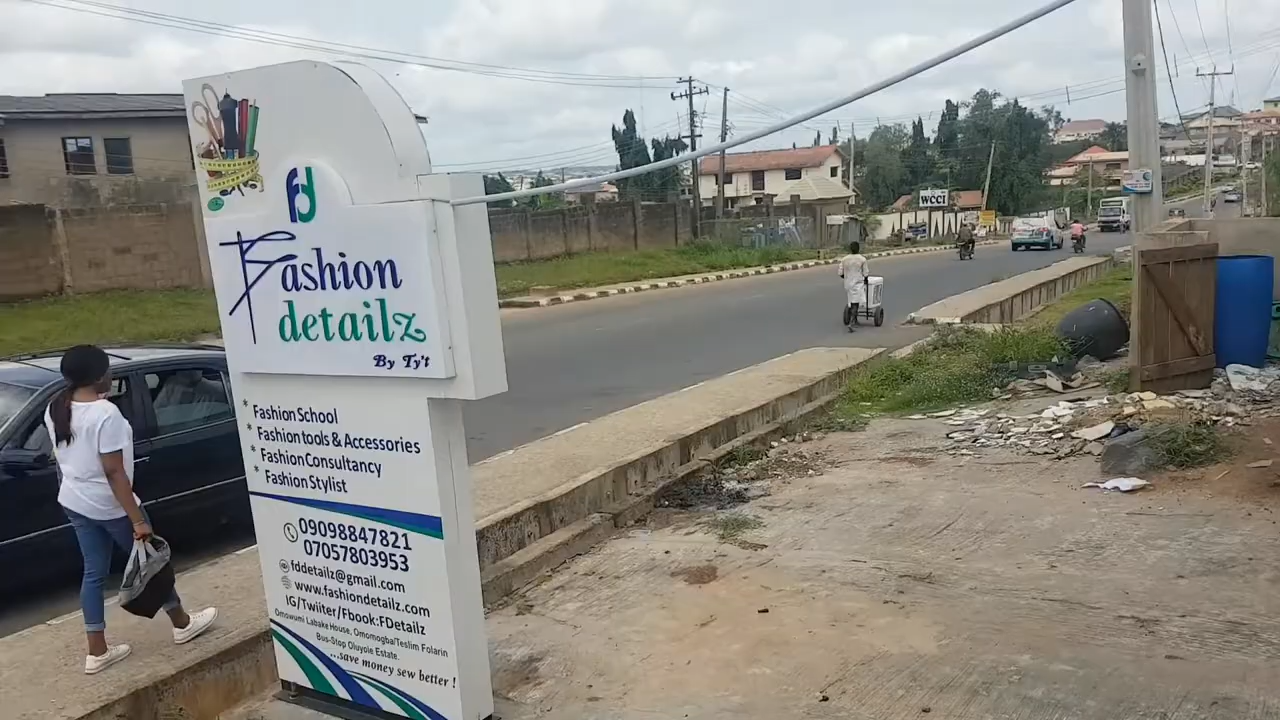 fd
Fashion
detailz
By Ty't
* Fashion School
* Fashion tools & Accessories
* Fashion Consultancy
* Fashion Stylist
09098847821
07057803953
fddetailz@gmail.com
www.fashiondetailz.com
IG/Twiiter/Fbook:FDetailz
Omowumi Labake House, Omomogba/Teslim Folarin
Bus-Stop Oluyole Estate.
...save money sew better !
WCCI